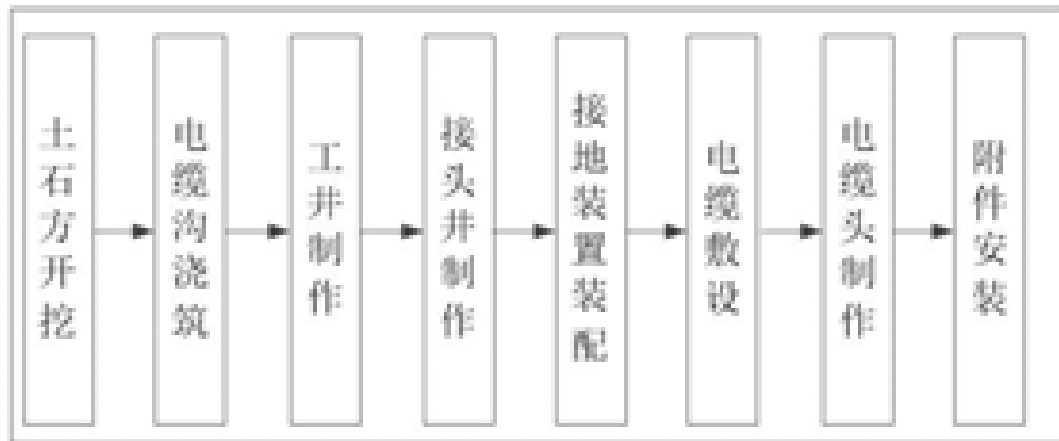 土石方开挖
电缆沟浇筑
工井制作
接头井制作
接地装置装配
电缆敷设
电缆头制作
附件安装